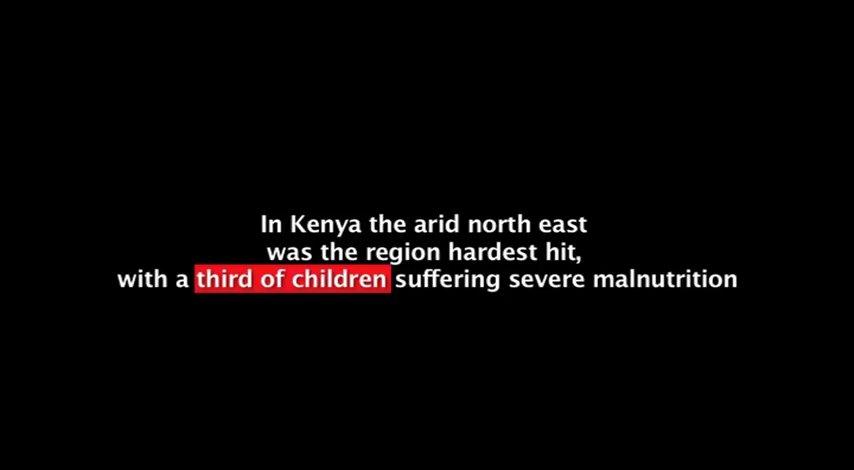 In Kenya the arid north east
was the region hardest hit,
with a third of children suffering severe malnutrition